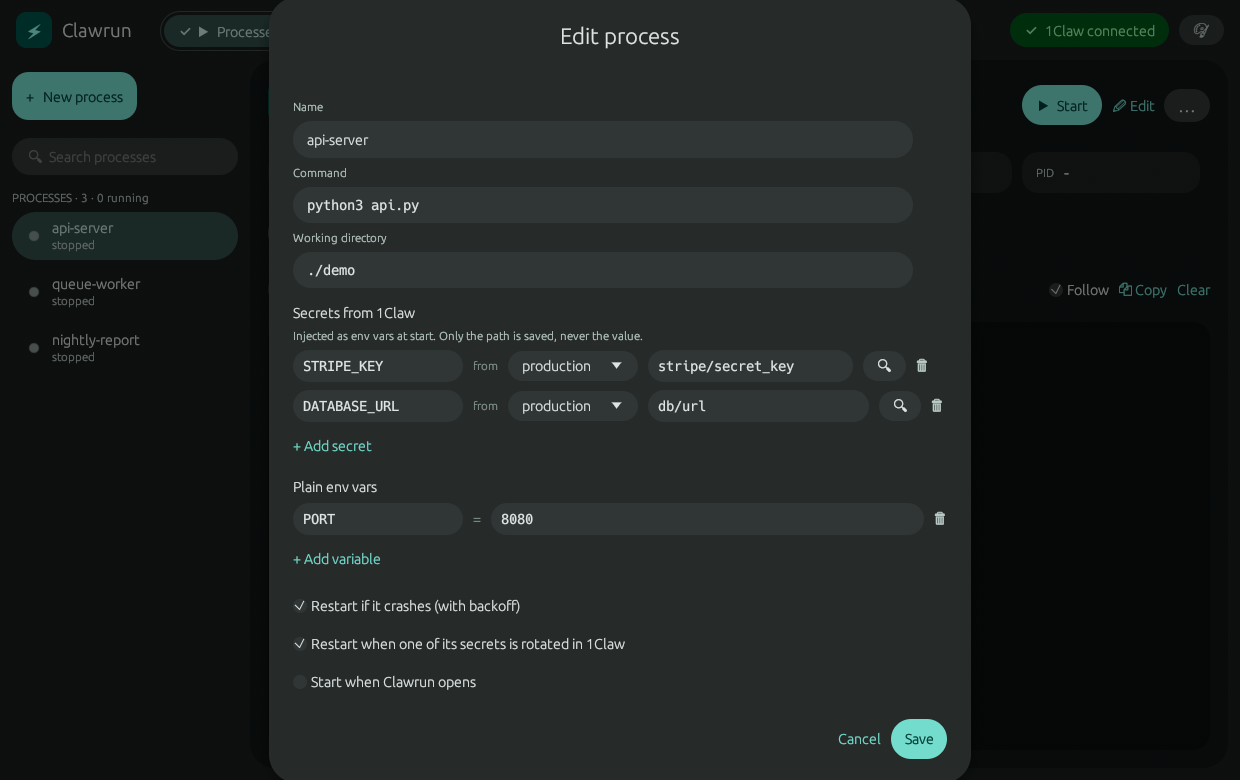 Clawrun
Processe
1Claw connected
+ New process
Search processes
PROCESSES · 3 · 0 running
api-server
stopped
queue-worker
stopped
nightly-report
stopped
Edit process
Name
api-server
Command
python3 api.py
Working directory
./demo
Secrets from 1Claw
Injected as env vars at start. Only the path is saved, never the value.
STRIPE_KEY from production stripe/secret_key
DATABASE_URL from production db/url
+ Add secret
Plain env vars
PORT = 8080
+ Add variable
Restart if it crashes (with backoff)
Restart when one of its secrets is rotated in 1Claw
Start when Clawrun opens
Cancel Save
Start Edit ...
PID -
Follow Copy Clear